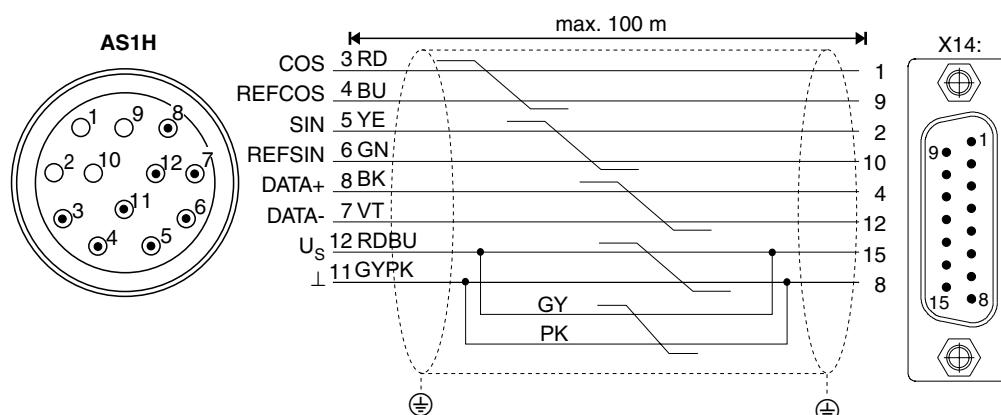 max. 100 m
AS1H
X14:
COS 3 RD 1
REFCOS 4 BU 9
SIN 5 YE 2
REFSIN 6 GN 10
DATA+ 8 BK 4
DATA- 7 VT 12
US 12 RDBU 15
⊥ 11 GYPK 8
GY
PK
1 9 8
2 10 12 7
3 11 6
4 5
9 1
15 8